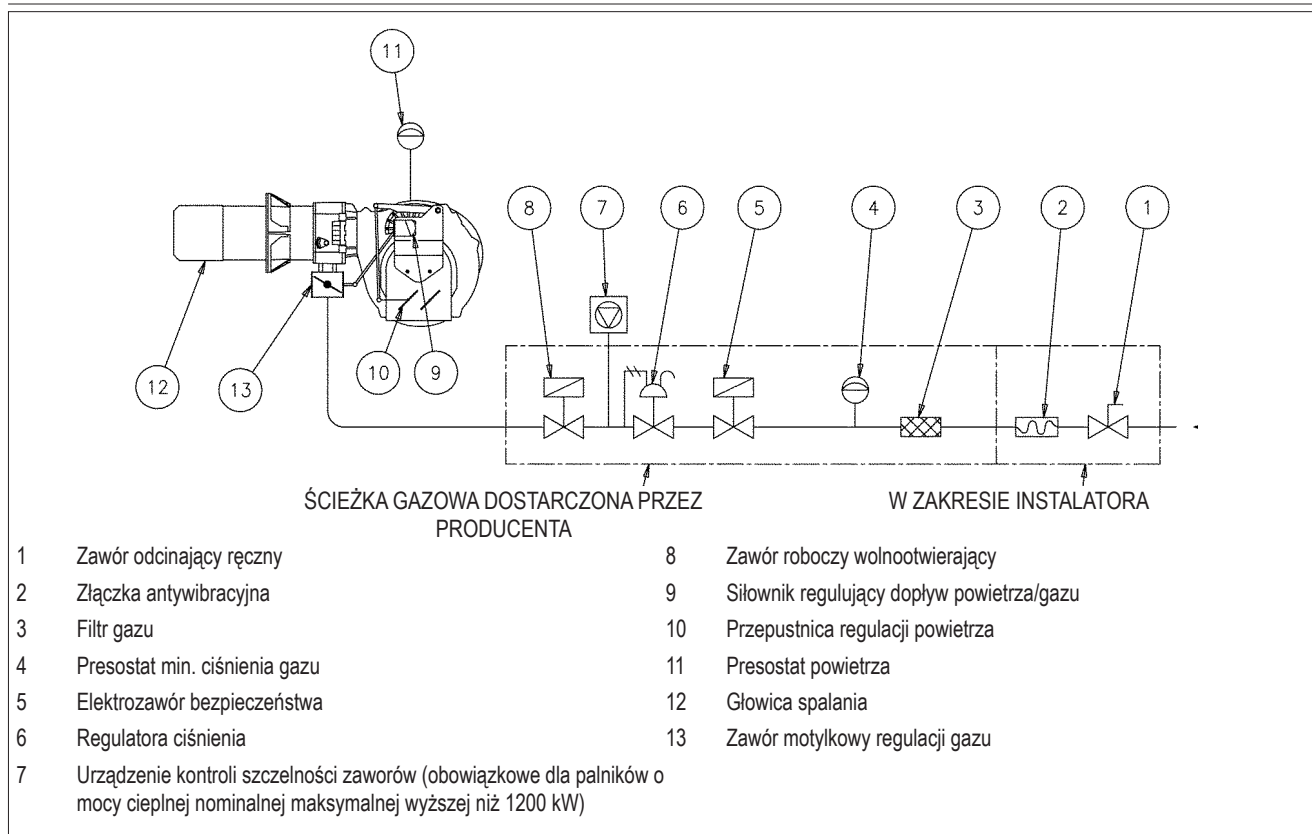 11
8
7
6
5
4
3
2
1
12
13
10
9
ŚCIEŻKA GAZOWA DOSTARCZONA PRZEZ
PRODUCENTA
W ZAKRESIE INSTALATORA
1 Zawór odcinający ręczny
2 Złączka antywibracyjna
3 Filtr gazu
4 Presostat min. ciśnienia gazu
5 Elektrozawór bezpieczeństwa
6 Regulatora ciśnienia
7 Urządzenie kontroli szczelności zaworów (obowiązkowe dla palników o
mocy cieplnej nominalnej maksymalnej wyższej niż 1200 kW)
8 Zawór roboczy wolnootwierający
9 Siłownik regulujący dopływ powietrza/gazu
10 Przepustnica regulacji powietrza
11 Presostat powietrza
12 Głowica spalania
13 Zawór motylkowy regulacji gazu